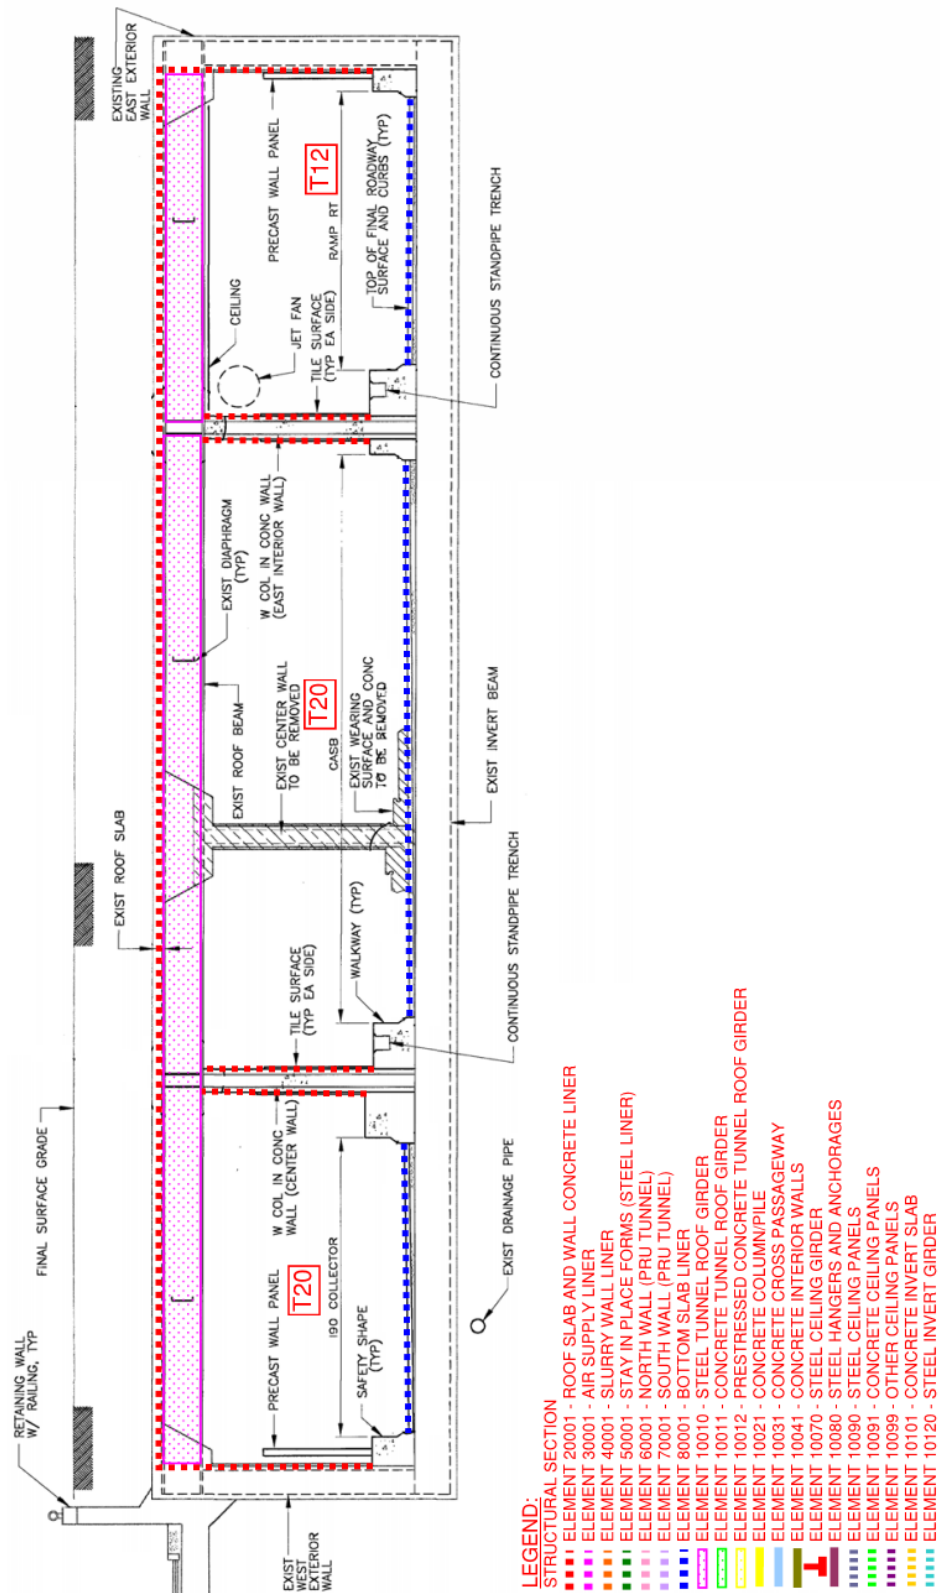 RETAINING WALL
W/ RAILING, TYP
FINAL SURFACE GRADE
EXIST ROOF SLAB
EXISTING
EAST EXTERIOR
WALL
EXIST
WEST
EXTERIOR
WALL
PRECAST WALL PANEL
T20
I90 COLLECTOR
SAFETY SHAPE
(TYP)
W COL IN CONC
WALL (CENTER WALL)
TILE SURFACE
(TYP EA SIDE)
WALKWAY (TYP)
EXIST ROOF BEAM
EXIST CENTER WALL
TO BE REMOVED
T20
CASB
EXIST WEARING
SURFACE AND CONC
TO BE REMOVED
EXIST DIAPHRAGM
(TYP)
W COL IN CONC WALL
(EAST INTERIOR WALL)
CEILING
JET FAN
TILE SURFACE
(TYP EA SIDE)
PRECAST WALL PANEL
T12
RAMP RT
TOP OF FINAL ROADWAY
SURFACE AND CURBS (TYP)
EXIST DRAINAGE PIPE
CONTINUOUS STANDPIPE TRENCH
EXIST INVERT BEAM
CONTINUOUS STANDPIPE TRENCH
LEGEND:
STRUCTURAL SECTION
ELEMENT 20001 - ROOF SLAB AND WALL CONCRETE LINER
ELEMENT 30001 - AIR SUPPLY LINER
ELEMENT 40001 - SLURRY WALL LINER
ELEMENT 50001 - STAY IN PLACE FORMS (STEEL LINER)
ELEMENT 60001 - NORTH WALL (PRU TUNNEL)
ELEMENT 70001 - SOUTH WALL (PRU TUNNEL)
ELEMENT 80001 - BOTTOM SLAB LINER
ELEMENT 10010 - STEEL TUNNEL ROOF GIRDER
ELEMENT 10011 - CONCRETE TUNNEL ROOF GIRDER
ELEMENT 10012 - PRESTRESSED CONCRETE TUNNEL ROOF GIRDER
ELEMENT 10021 - CONCRETE COLUMN/PILE
ELEMENT 10031 - CONCRETE CROSS PASSAGEWAY
ELEMENT 10041 - CONCRETE INTERIOR WALLS
ELEMENT 10070 - STEEL CEILING GIRDER
ELEMENT 10080 - STEEL HANGERS AND ANCHORAGES
ELEMENT 10090 - STEEL CEILING PANELS
ELEMENT 10091 - CONCRETE CEILING PANELS
ELEMENT 10099 - OTHER CEILING PANELS
ELEMENT 10101 - CONCRETE INVERT SLAB
ELEMENT 10120 - STEEL INVERT GIRDER